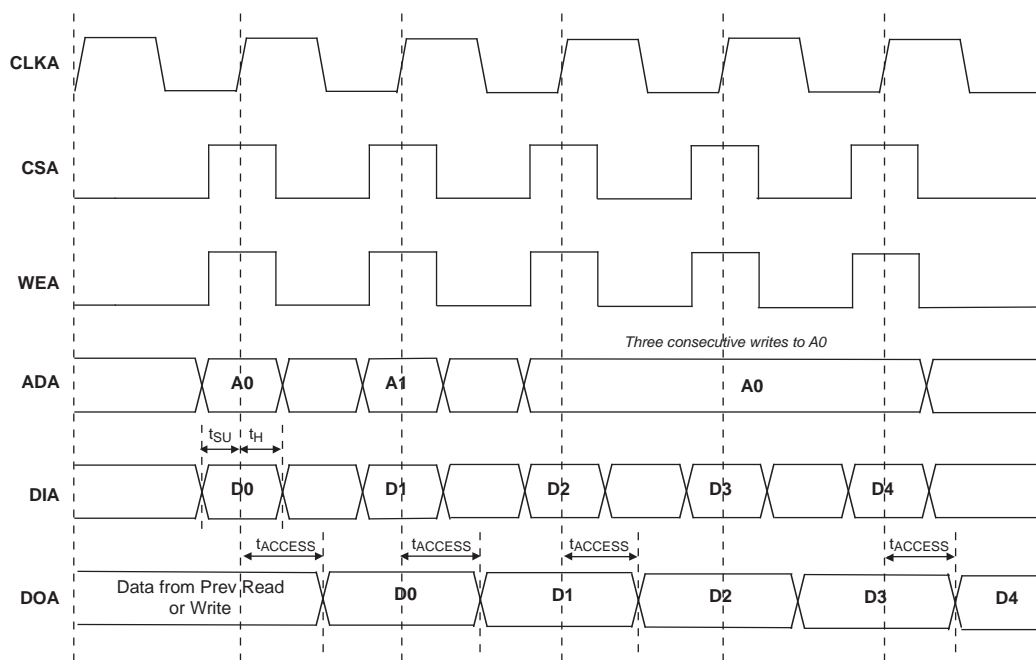 CLKA
CSA
WEA
Three consecutive writes to A0
ADA
A0
A1
A0
tSU
tH
DIA
D0
D1
D2
D3
D4
tACCESS
tACCESS
tACCESS
tACCESS
DOA
Data from Prev Read
or Write
D0
D1
D2
D3
D4